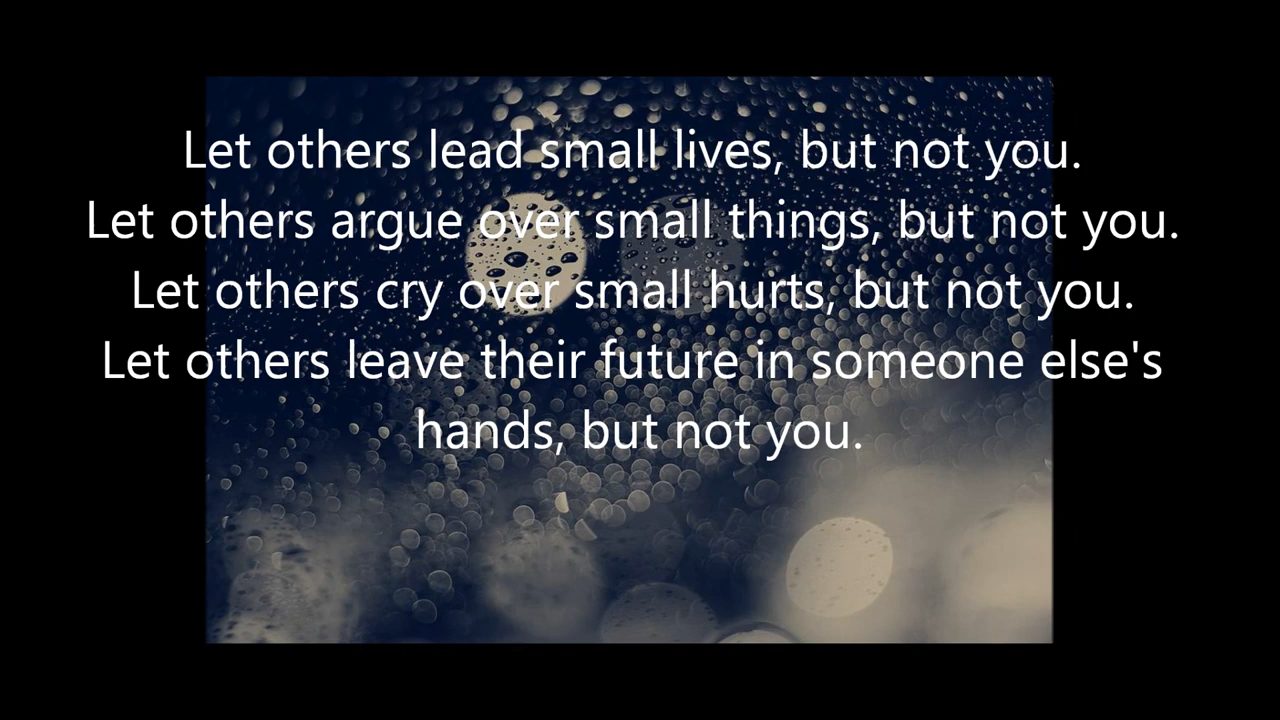 Let others lead small lives, but not you.
Let others argue over small things, but not you.
Let others cry over small hurts, but not you.
Let others leave their future in someone else's
hands, but not you.